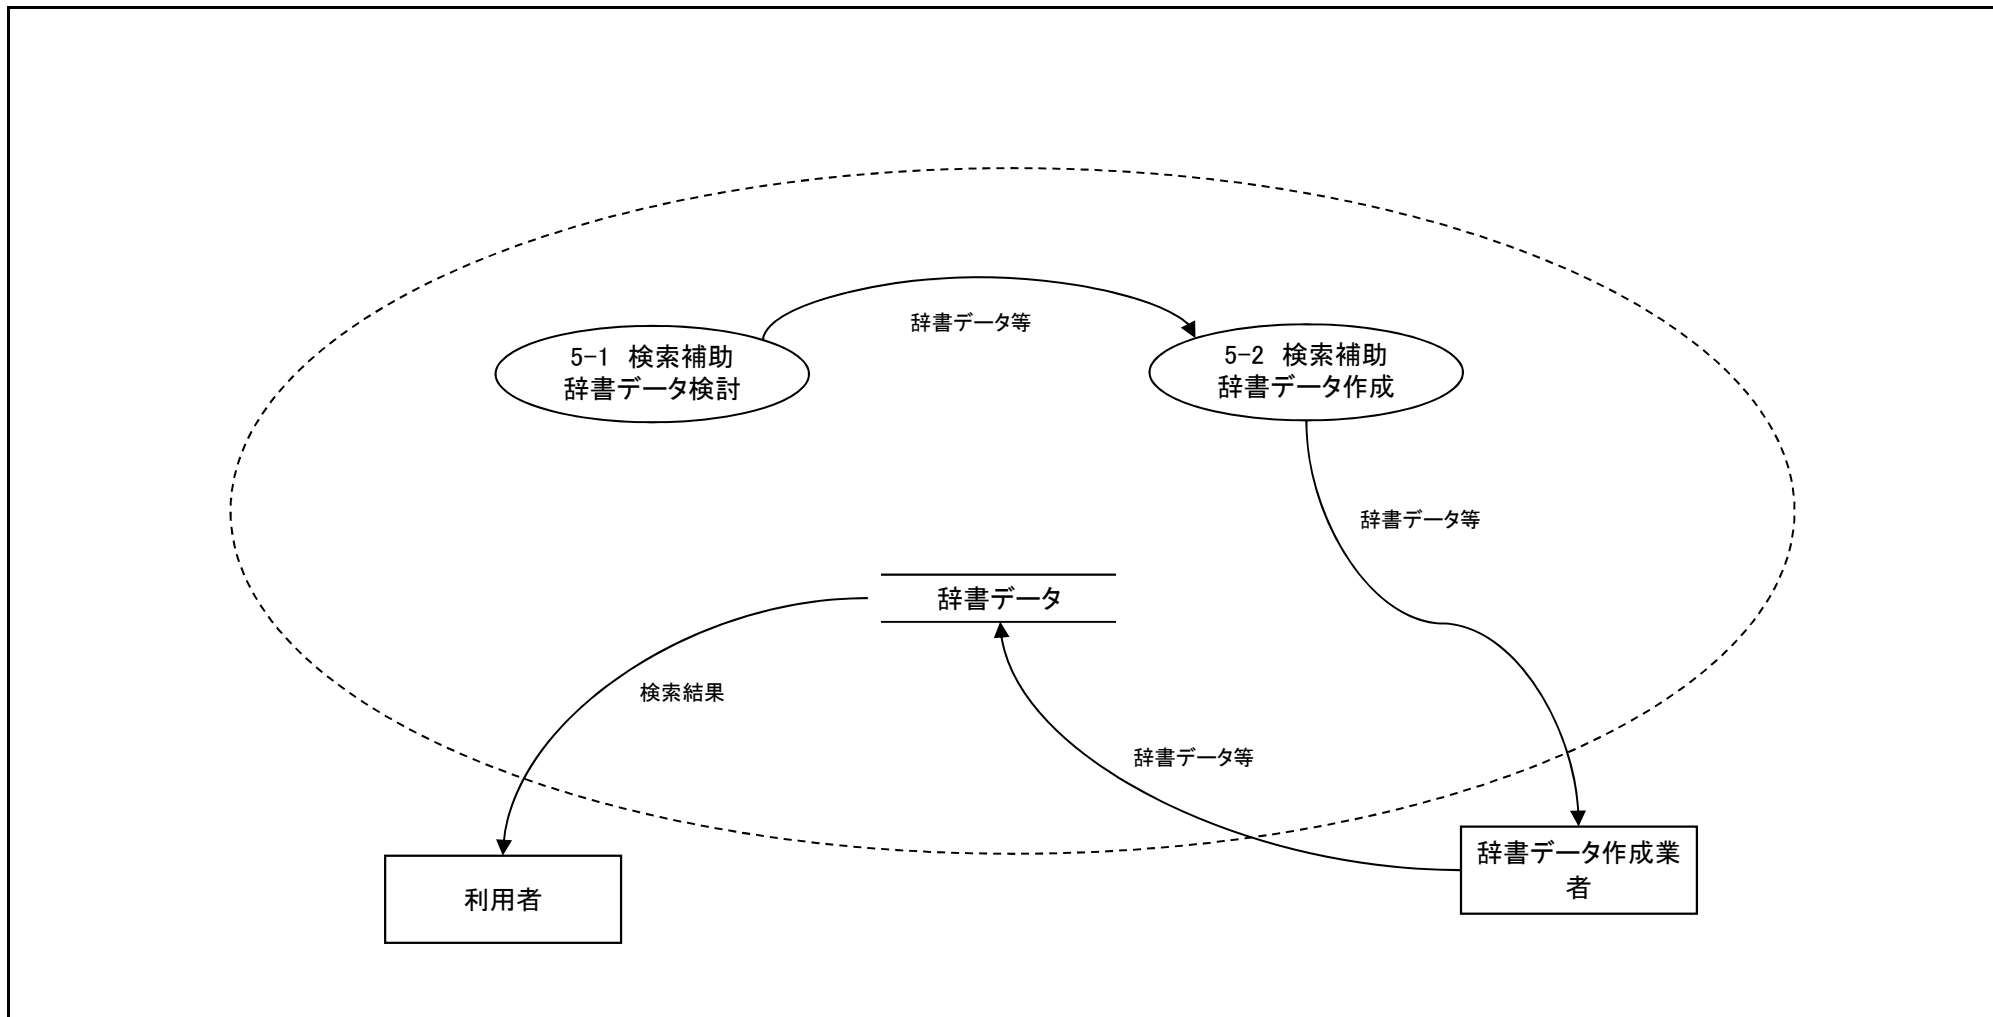 辞書データ等
5-1 検索補助
辞書データ検討
5-2 検索補助
辞書データ作成
辞書データ等
辞書データ
検索結果
辞書データ等
辞書データ作成業
者
利用者